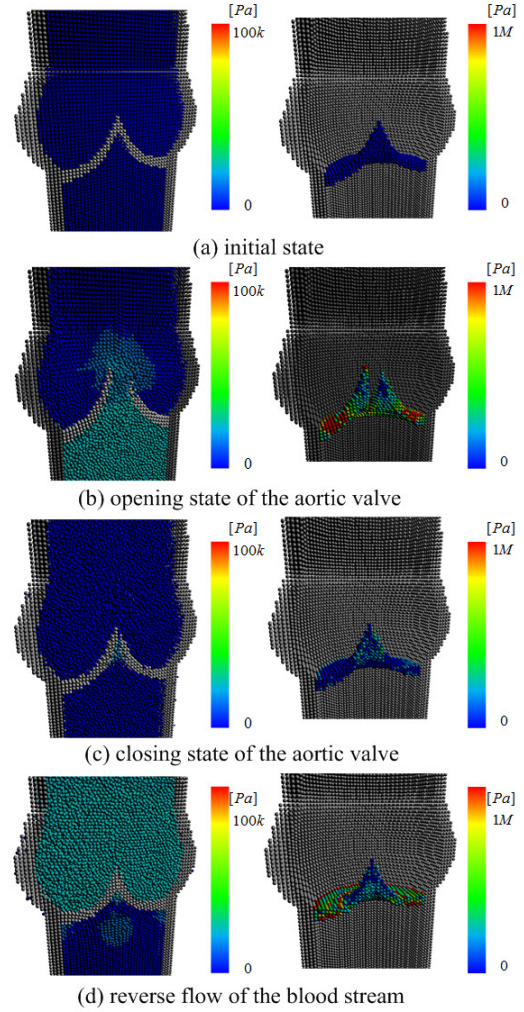 [Pa]
100k
0
[Pa]
1M
0
(a) initial state
[Pa]
100k
0
[Pa]
1M
0
(b) opening state of the aortic valve
[Pa]
100k
0
[Pa]
1M
0
(c) closing state of the aortic valve
[Pa]
100k
0
[Pa]
1M
0
(d) reverse flow of the blood stream